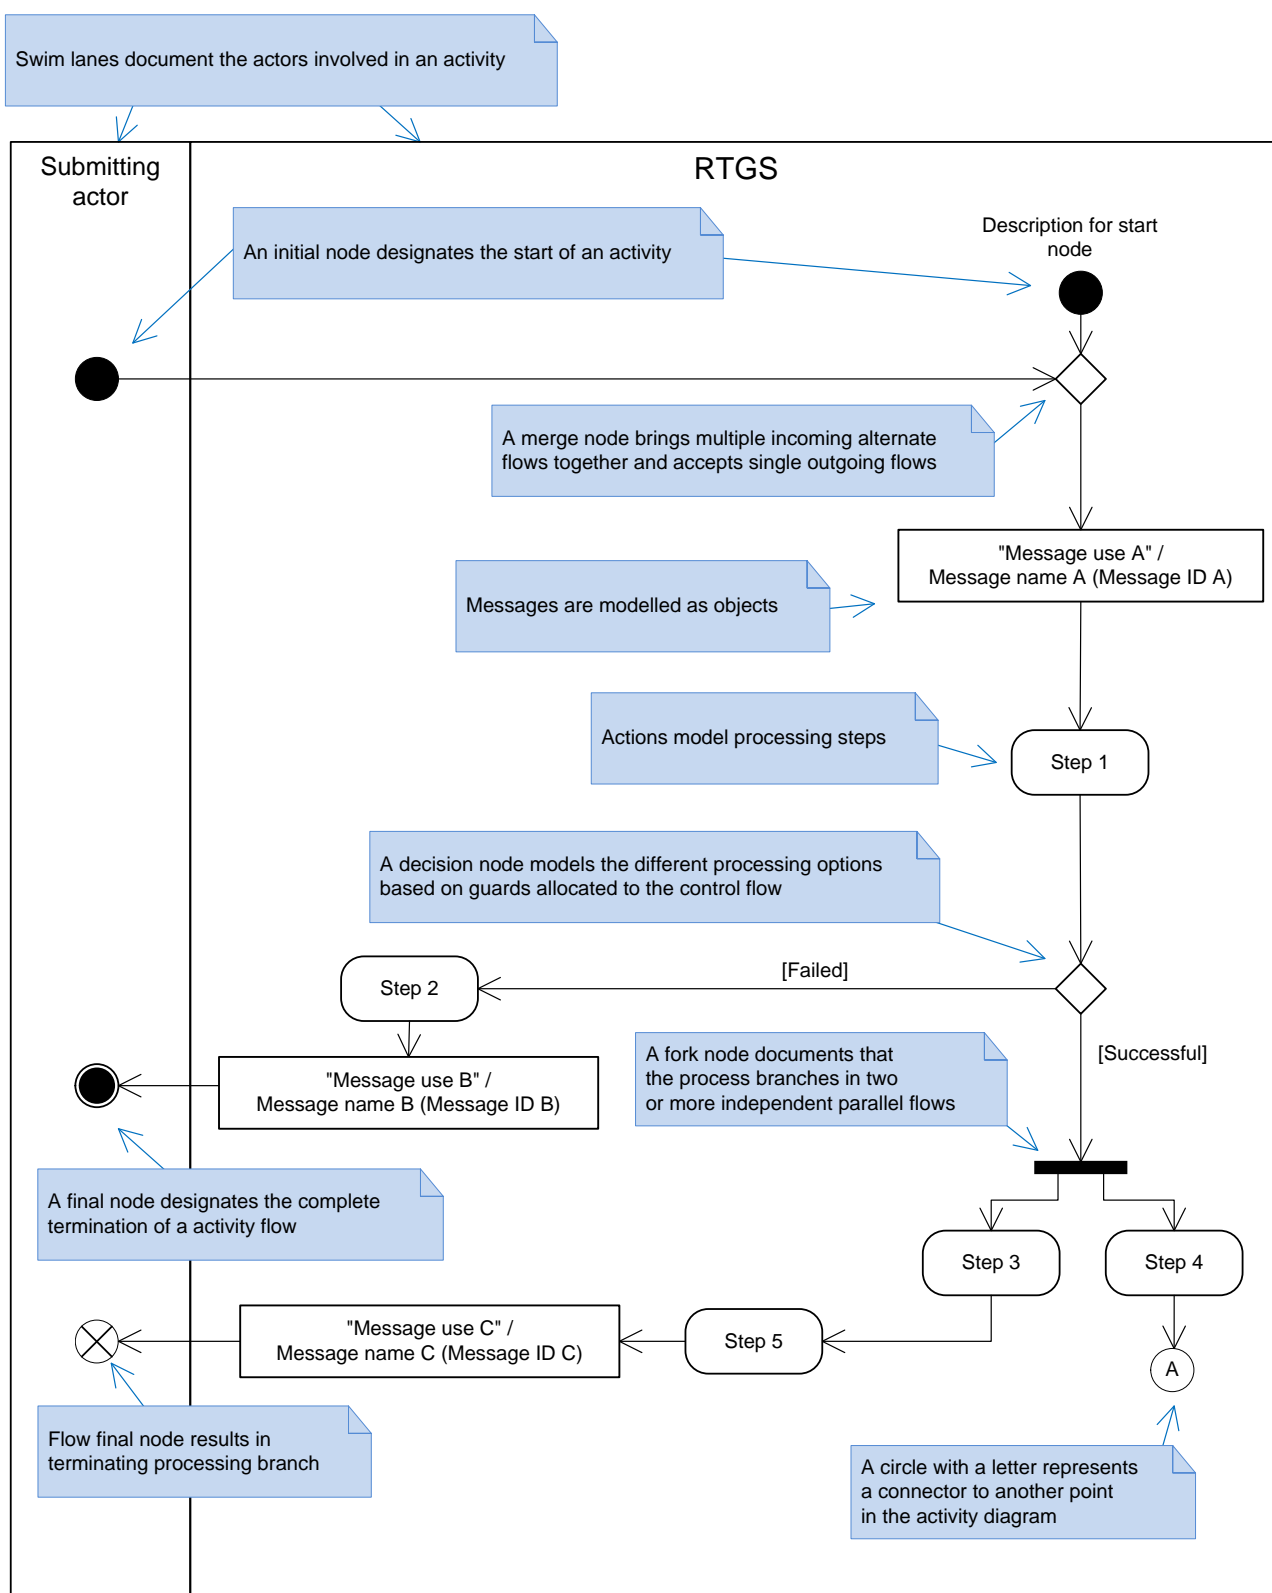 Swim lanes document the actors involved in an activity
Submitting
actor
RTGS
Description for start
node
An initial node designates the start of an activity
A merge node brings multiple incoming alternate
flows together and accepts single outgoing flows
"Message use A" /
Message name A (Message ID A)
Messages are modelled as objects
Actions model processing steps
Step 1
A decision node models the different processing options
based on guards allocated to the control flow
[Failed]
Step 2
[Successful]
A fork node documents that
the process branches in two
or more independent parallel flows
"Message use B" /
Message name B (Message ID B)
A final node designates the complete
termination of a activity flow
Step 3
Step 4
"Message use C" /
Message name C (Message ID C)
Step 5
A
Flow final node results in
terminating processing branch
A circle with a letter represents
a connector to another point
in the activity diagram